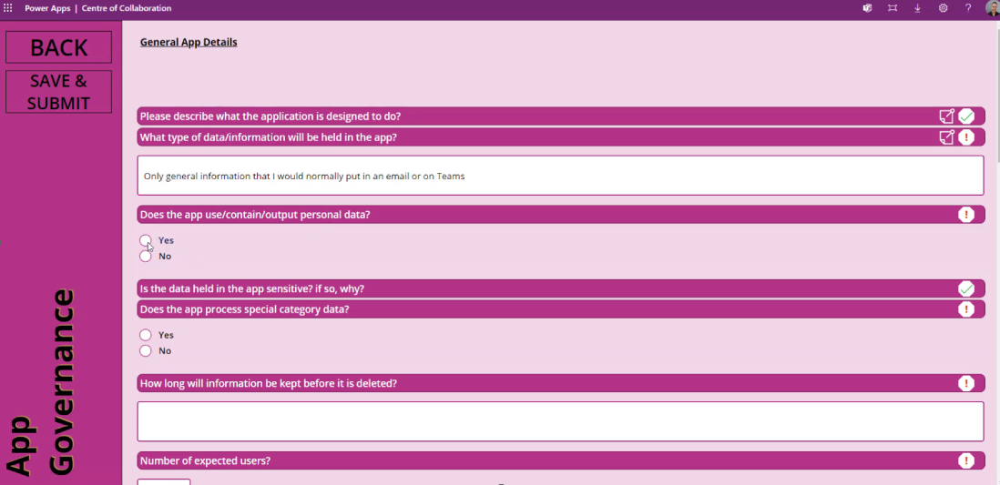 Power Apps | Centre of Collaboration
?
BACK
SAVE &
SUBMIT
App
Governance
General App Details
Please describe what the application is designed to do?
What type of data/information will be held in the app?
!
Only general information that I would normally put in an email or on Teams
Does the app use/contain/output personal data?
!
Yes
No
Is the data held in the app sensitive? if so, why?
Does the app process special category data?
!
Yes
No
How long will information be kept before it is deleted?
!
Number of expected users?
!